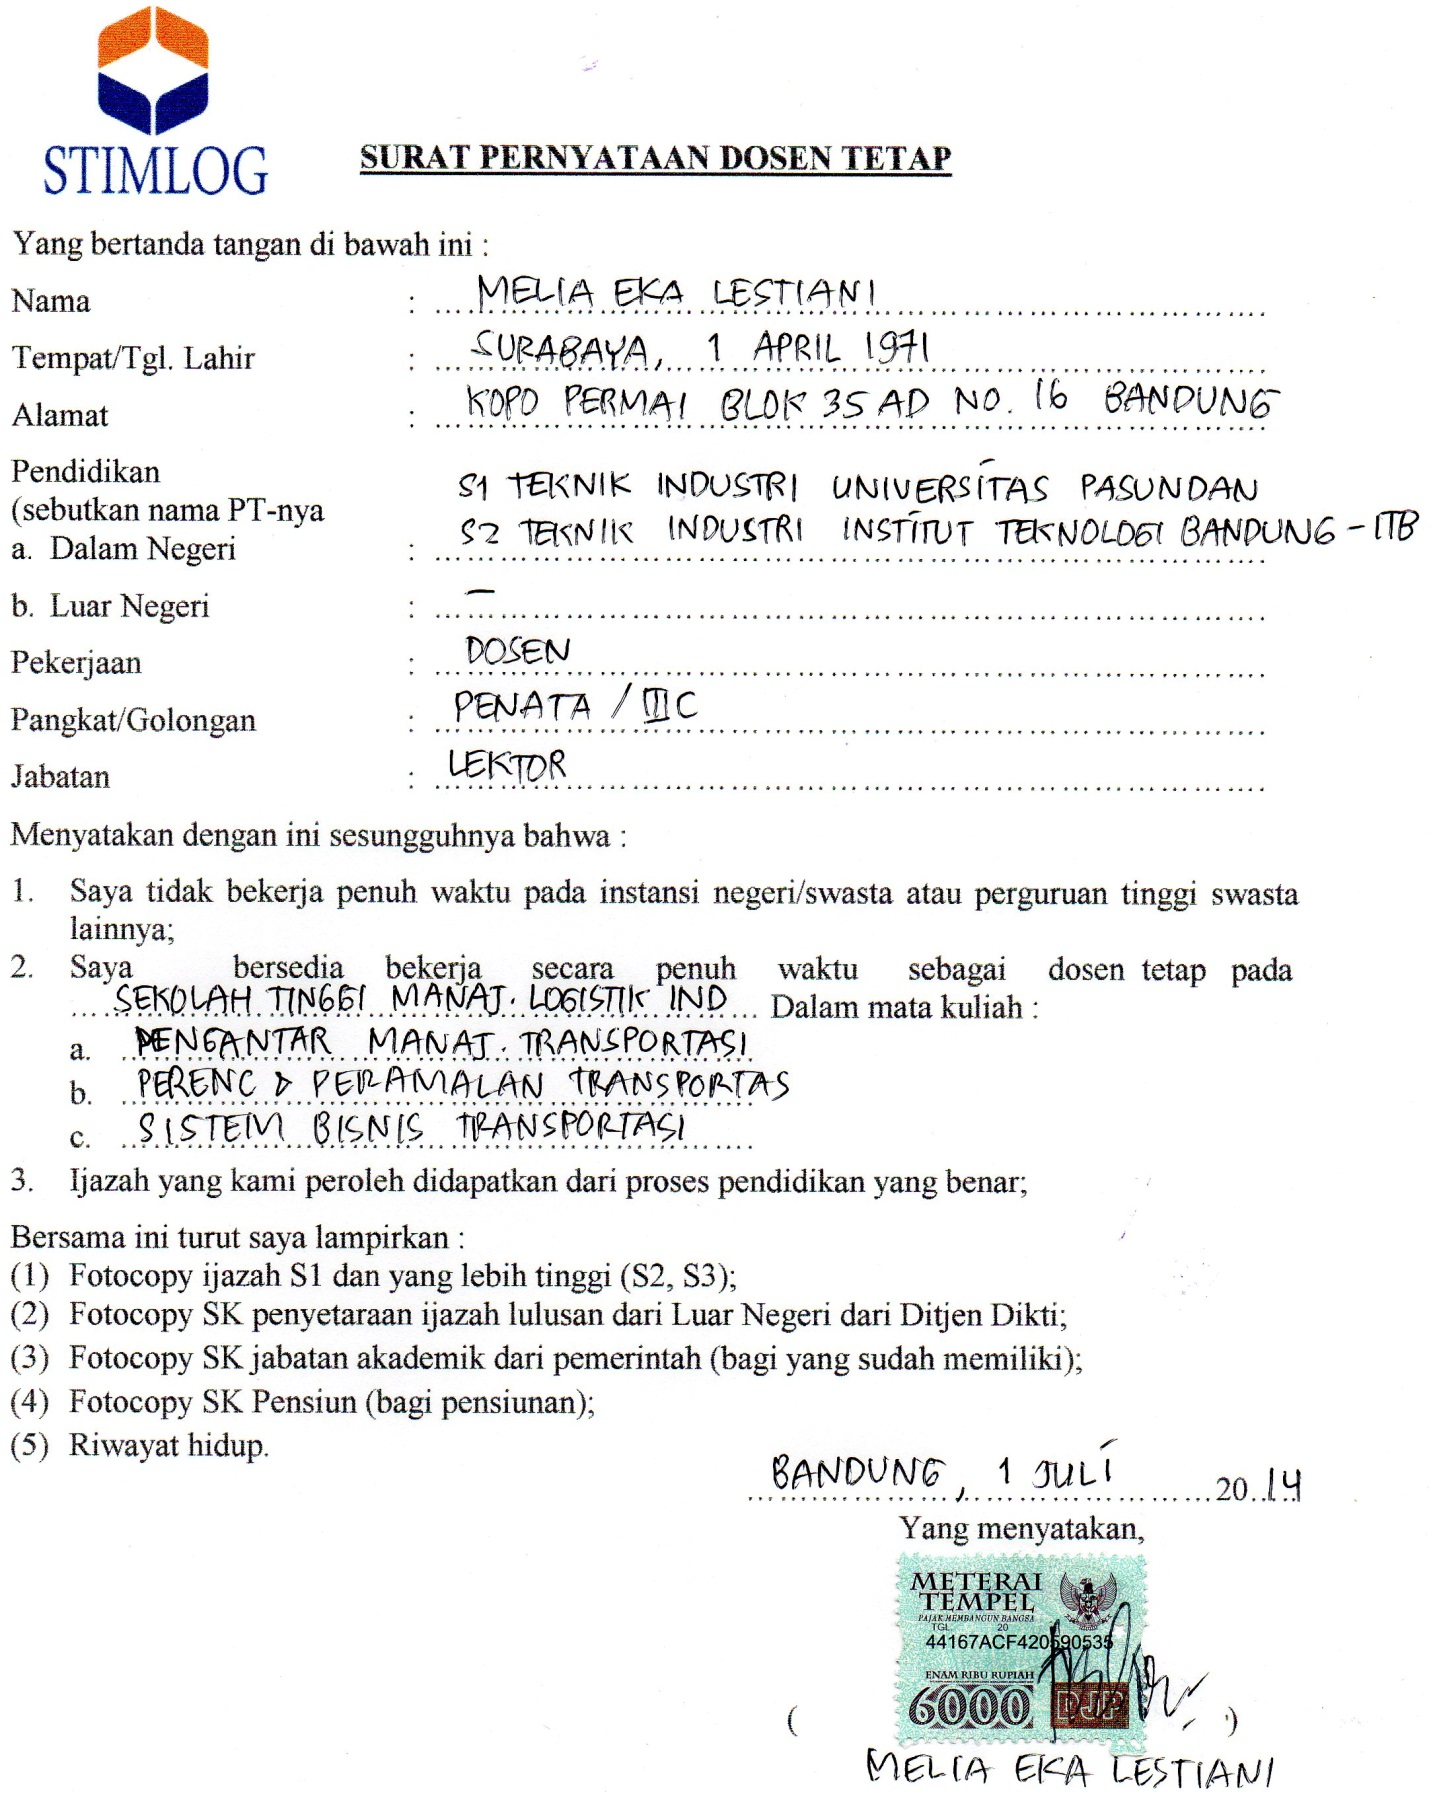 STIMLOG
SURAT PERNYATAAN DOSEN TETAP
Yang bertanda tangan di bawah ini :
Nama : MELIA EKA LESTIANI
Tempat/Tgl. Lahir : SURABAYA, 1 APRIL 1971
Alamat : KOPO PERMAI BLOK 35 AD NO. 16 BANDUNG
Pendidikan
(sebutkan nama PT-nya S1 TEKNIK INDUSTRI UNIVERSITAS PASUNDAN
a. Dalam Negeri : S2 TEKNIK INDUSTRI INSTITUT TEKNOLOGI BANDUNG - ITB
b. Luar Negeri : -
Pekerjaan : DOSEN
Pangkat/Golongan : PENATA / III C
Jabatan : LEKTOR
Menyatakan dengan ini sesungguhnya bahwa :
1. Saya tidak bekerja penuh waktu pada instansi negeri/swasta atau perguruan tinggi swasta
lainnya;
2. Saya bersedia bekerja secara penuh waktu sebagai dosen tetap pada
SEKOLAH TINGGI MANAJ. LOGISTIK IND Dalam mata kuliah :
a. PENGANTAR MANAJ. TRANSPORTASI
b. PERENC & PERAMALAN TRANSPORTAS
c. SISTEM BISNIS TRANSPORTASI
3. Ijazah yang kami peroleh didapatkan dari proses pendidikan yang benar;
Bersama ini turut saya lampirkan :
(1) Fotocopy ijazah S1 dan yang lebih tinggi (S2, S3);
(2) Fotocopy SK penyetaraan ijazah lulusan dari Luar Negeri dari Ditjen Dikti;
(3) Fotocopy SK jabatan akademik dari pemerintah (bagi yang sudah memiliki);
(4) Fotocopy SK Pensiun (bagi pensiunan);
(5) Riwayat hidup.
BANDUNG, 1 JULI 2014
Yang menyatakan,
METERAI
TEMPEL
PAJAK MEMBANGUN BANGSA
TGL. 20
44167ACF420590535
ENAM RIBU RUPIAH
6000 DJP
( )
MELIA EKA LESTIANI